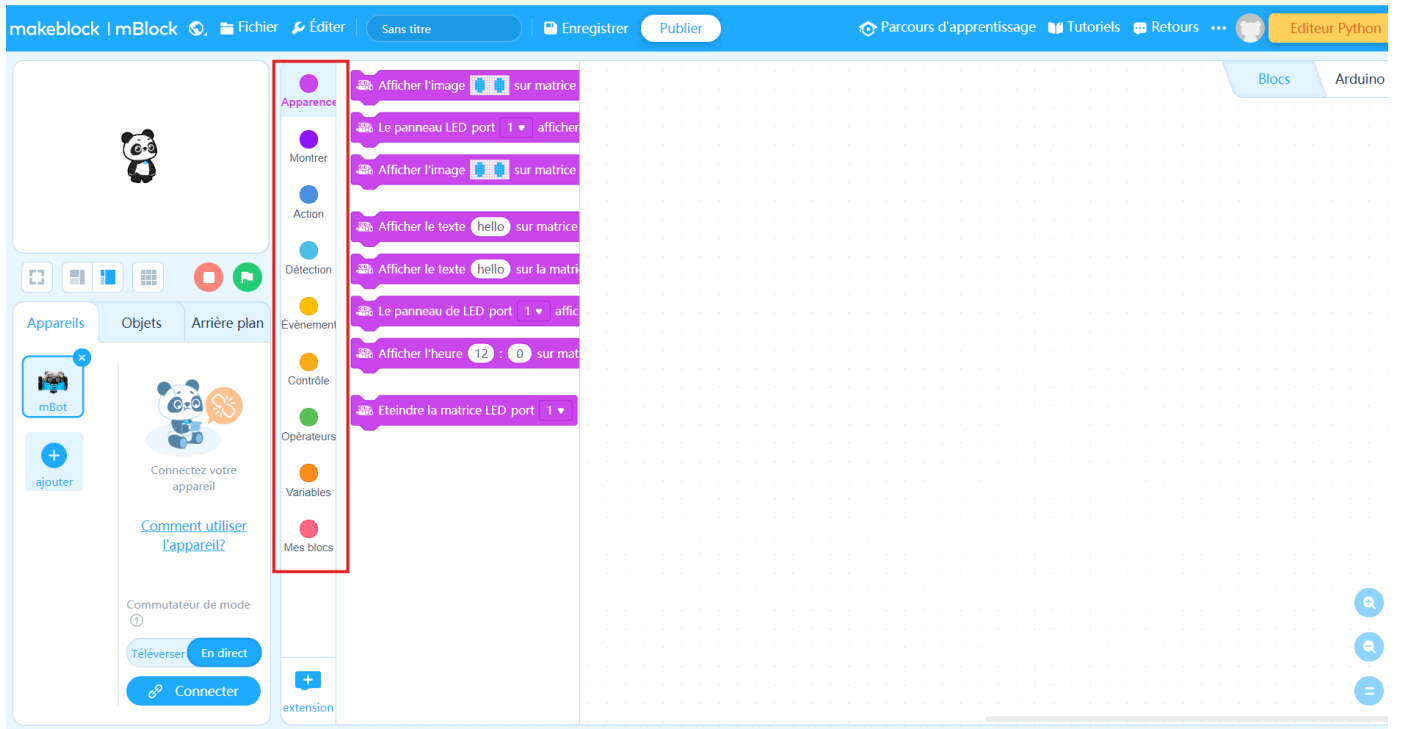 makeblock | mBlock Fichier Éditer Sans titre Enregistrer Publier Parcours d'apprentissage Tutoriels Retours ... Editeur Python
Blocs Arduino
Appareils Objets Arrière plan
mBot
ajouter
Connectez votre
appareil
Comment utiliser
l'appareil?
Commutateur de mode
?
Téléverser En direct
Connecter
Apparence
Montrer
Action
Détection
Évènement
Contrôle
Opérateurs
Variables
Mes blocs
extension
Afficher l'image sur matrice
Le panneau LED port 1 afficher
Afficher l'image sur matrice
Afficher le texte hello sur matrice
Afficher le texte hello sur la matri
Le panneau de LED port 1 affic
Afficher l'heure 12 : 0 sur mat
Eteindre la matrice LED port 1